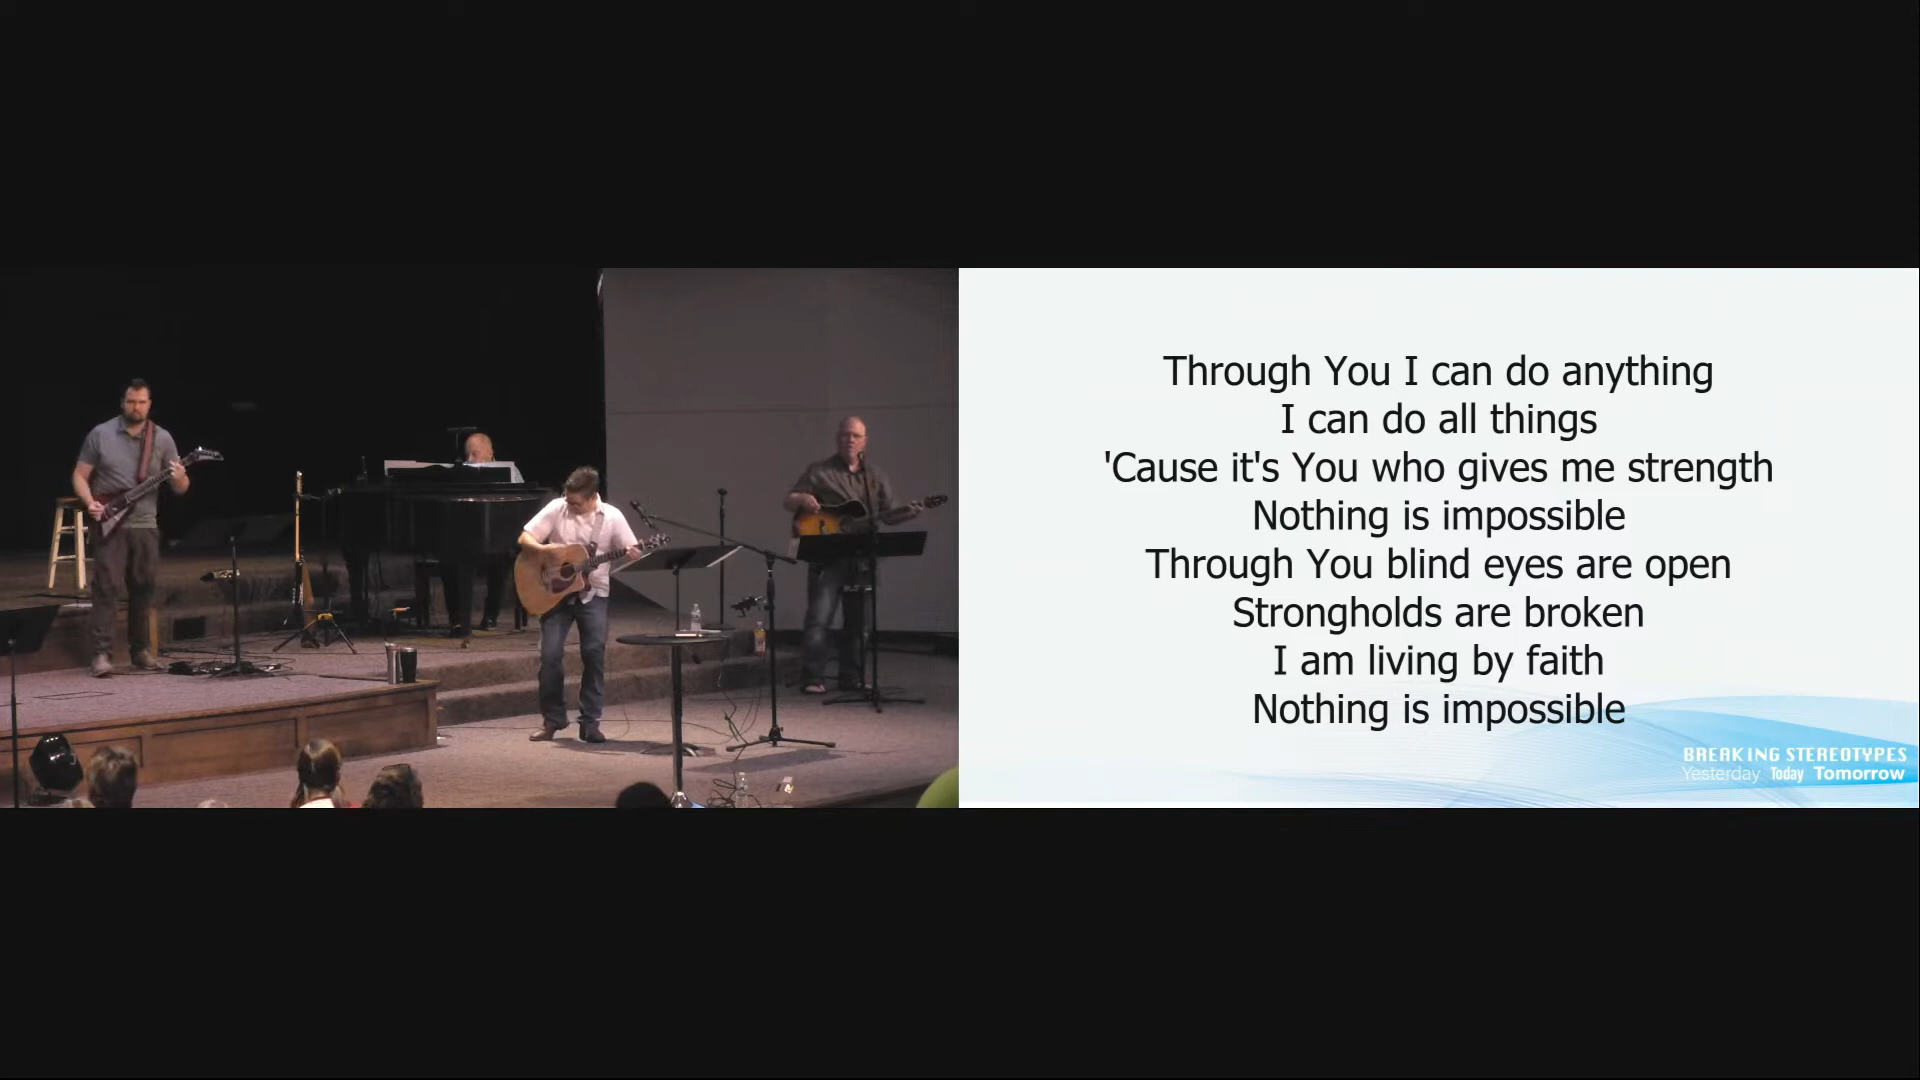 Through You I can do anything
I can do all things
'Cause it's You who gives me strength
Nothing is impossible
Through You blind eyes are open
Strongholds are broken
I am living by faith
Nothing is impossible
BREAKING STEREOTYPES
Yesterday Today Tomorrow